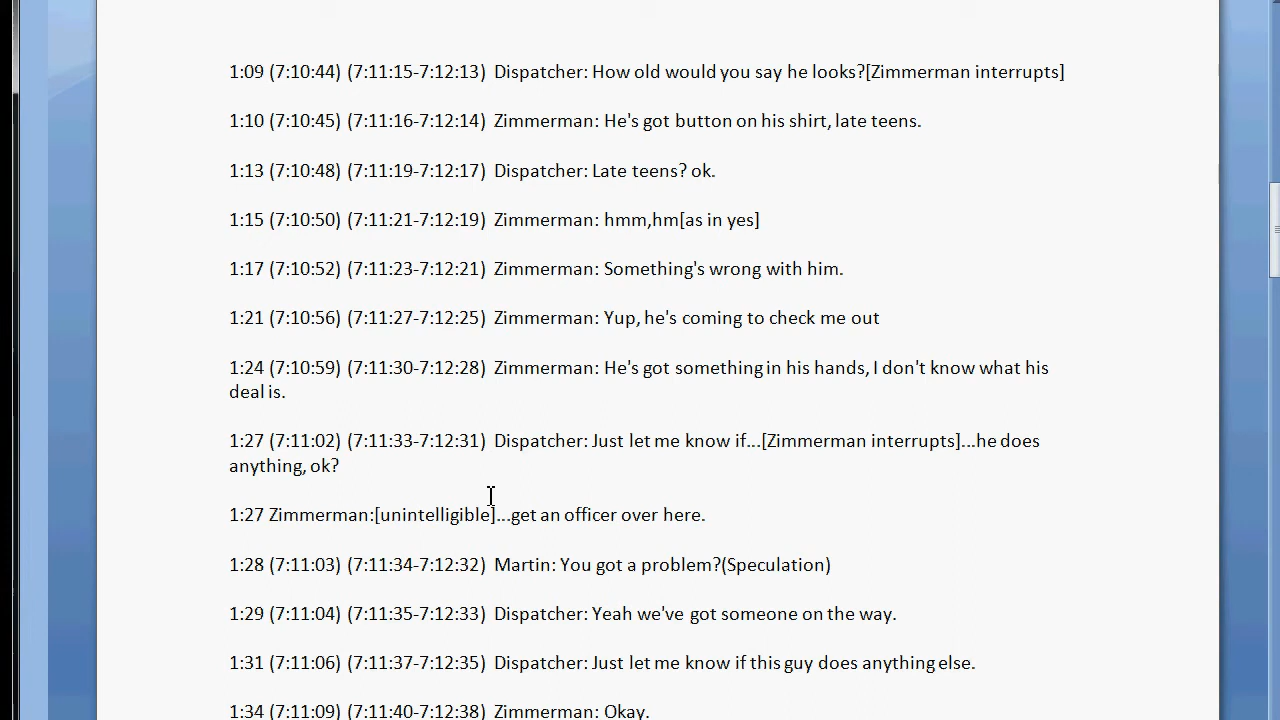 1:09 (7:10:44) (7:11:15-7:12:13) Dispatcher: How old would you say he looks?[Zimmerman interrupts]
1:10 (7:10:45) (7:11:16-7:12:14) Zimmerman: He's got button on his shirt, late teens.
1:13 (7:10:48) (7:11:19-7:12:17) Dispatcher: Late teens? ok.
1:15 (7:10:50) (7:11:21-7:12:19) Zimmerman: hmm,hm[as in yes]
1:17 (7:10:52) (7:11:23-7:12:21) Zimmerman: Something's wrong with him.
1:21 (7:10:56) (7:11:27-7:12:25) Zimmerman: Yup, he's coming to check me out
1:24 (7:10:59) (7:11:30-7:12:28) Zimmerman: He's got something in his hands, I don't know what his
deal is.
1:27 (7:11:02) (7:11:33-7:12:31) Dispatcher: Just let me know if...[Zimmerman interrupts]...he does
anything, ok?
1:27 Zimmerman:[unintelligible]...get an officer over here.
1:28 (7:11:03) (7:11:34-7:12:32) Martin: You got a problem?(Speculation)
1:29 (7:11:04) (7:11:35-7:12:33) Dispatcher: Yeah we've got someone on the way.
1:31 (7:11:06) (7:11:37-7:12:35) Dispatcher: Just let me know if this guy does anything else.
1:34 (7:11:09) (7:11:40-7:12:38) Zimmerman: Okay.